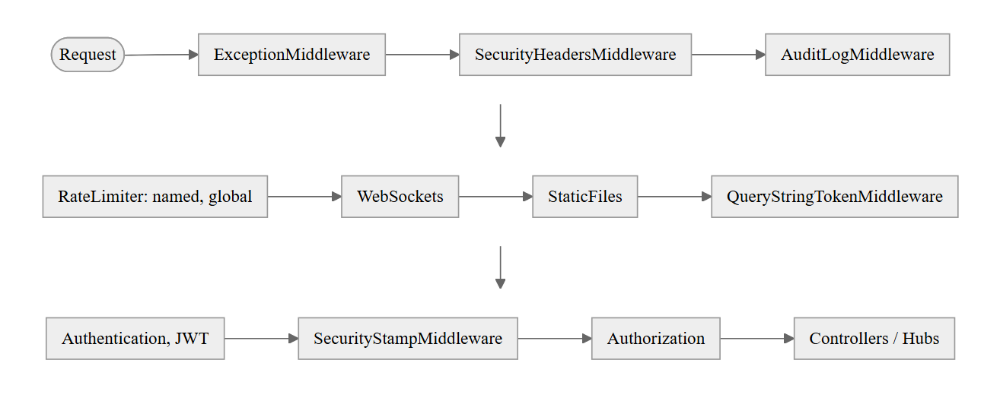 Request
ExceptionMiddleware
SecurityHeadersMiddleware
AuditLogMiddleware
RateLimiter: named, global
WebSockets
StaticFiles
QueryStringTokenMiddleware
Authentication, JWT
SecurityStampMiddleware
Authorization
Controllers / Hubs